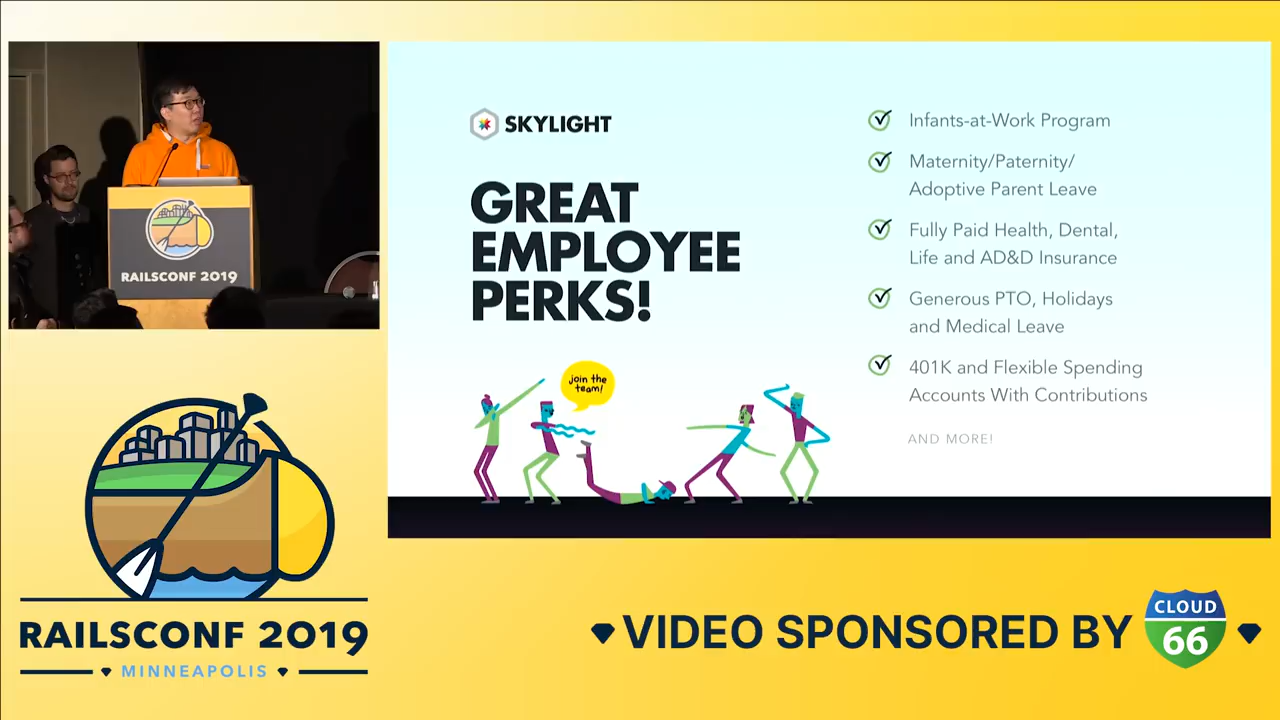 RAILSCONF 2019
SKYLIGHT
GREAT
EMPLOYEE
PERKS!
join the
team!
Infants-at-Work Program
Maternity/Paternity/
Adoptive Parent Leave
Fully Paid Health, Dental,
Life and AD&D Insurance
Generous PTO, Holidays
and Medical Leave
401K and Flexible Spending
Accounts With Contributions
AND MORE!
RAILSCONF 2019
MINNEAPOLIS
VIDEO SPONSORED BY
CLOUD
66